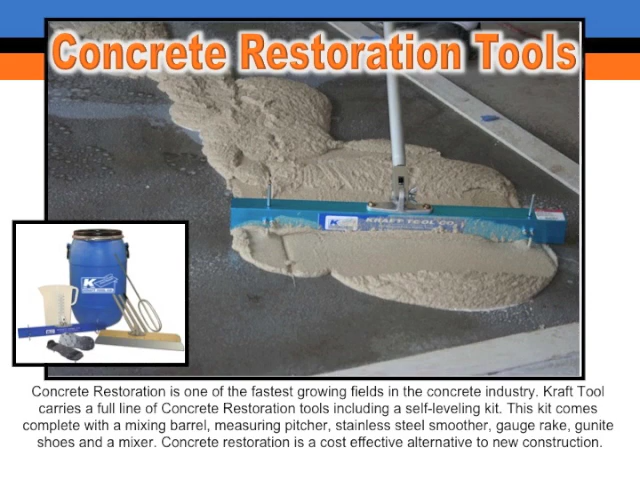 Concrete Restoration Tools
KRAFT TOOL CO.
K
Concrete Restoration is one of the fastest growing fields in the concrete industry. Kraft Tool
carries a full line of Concrete Restoration tools including a self-leveling kit. This kit comes
complete with a mixing barrel, measuring pitcher, stainless steel smoother, gauge rake, gunite
shoes and a mixer. Concrete restoration is a cost effective alternative to new construction.